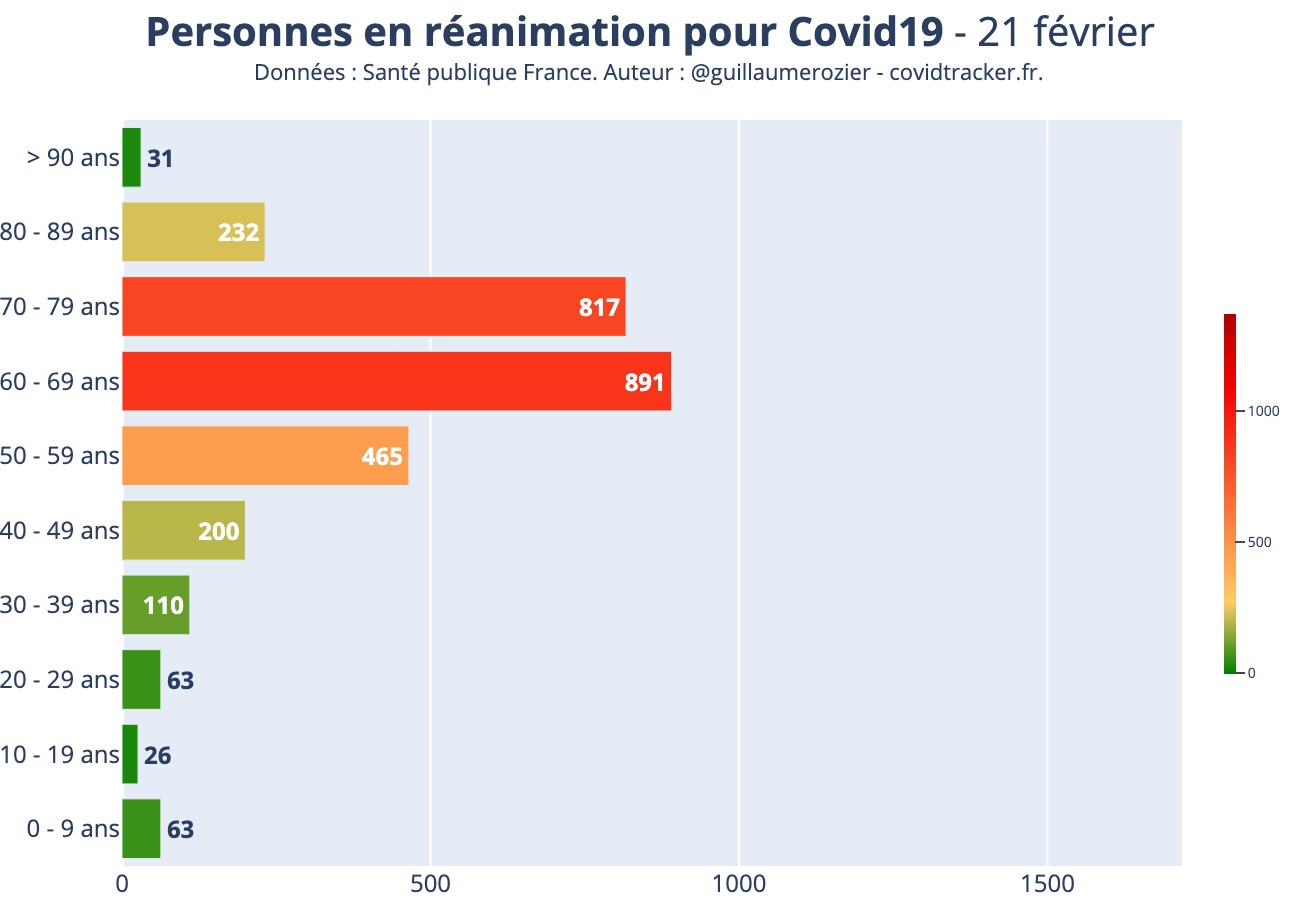 Personnes en réanimation pour Covid19 - 21 février
Données : Santé publique France. Auteur : @guillaumerozier - covidtracker.fr.
> 90 ans 31
80 - 89 ans 232
70 - 79 ans 817
60 - 69 ans 891
50 - 59 ans 465
40 - 49 ans 200
30 - 39 ans 110
20 - 29 ans 63
10 - 19 ans 26
0 - 9 ans 63
0 500 1000 1500
1000
500
0